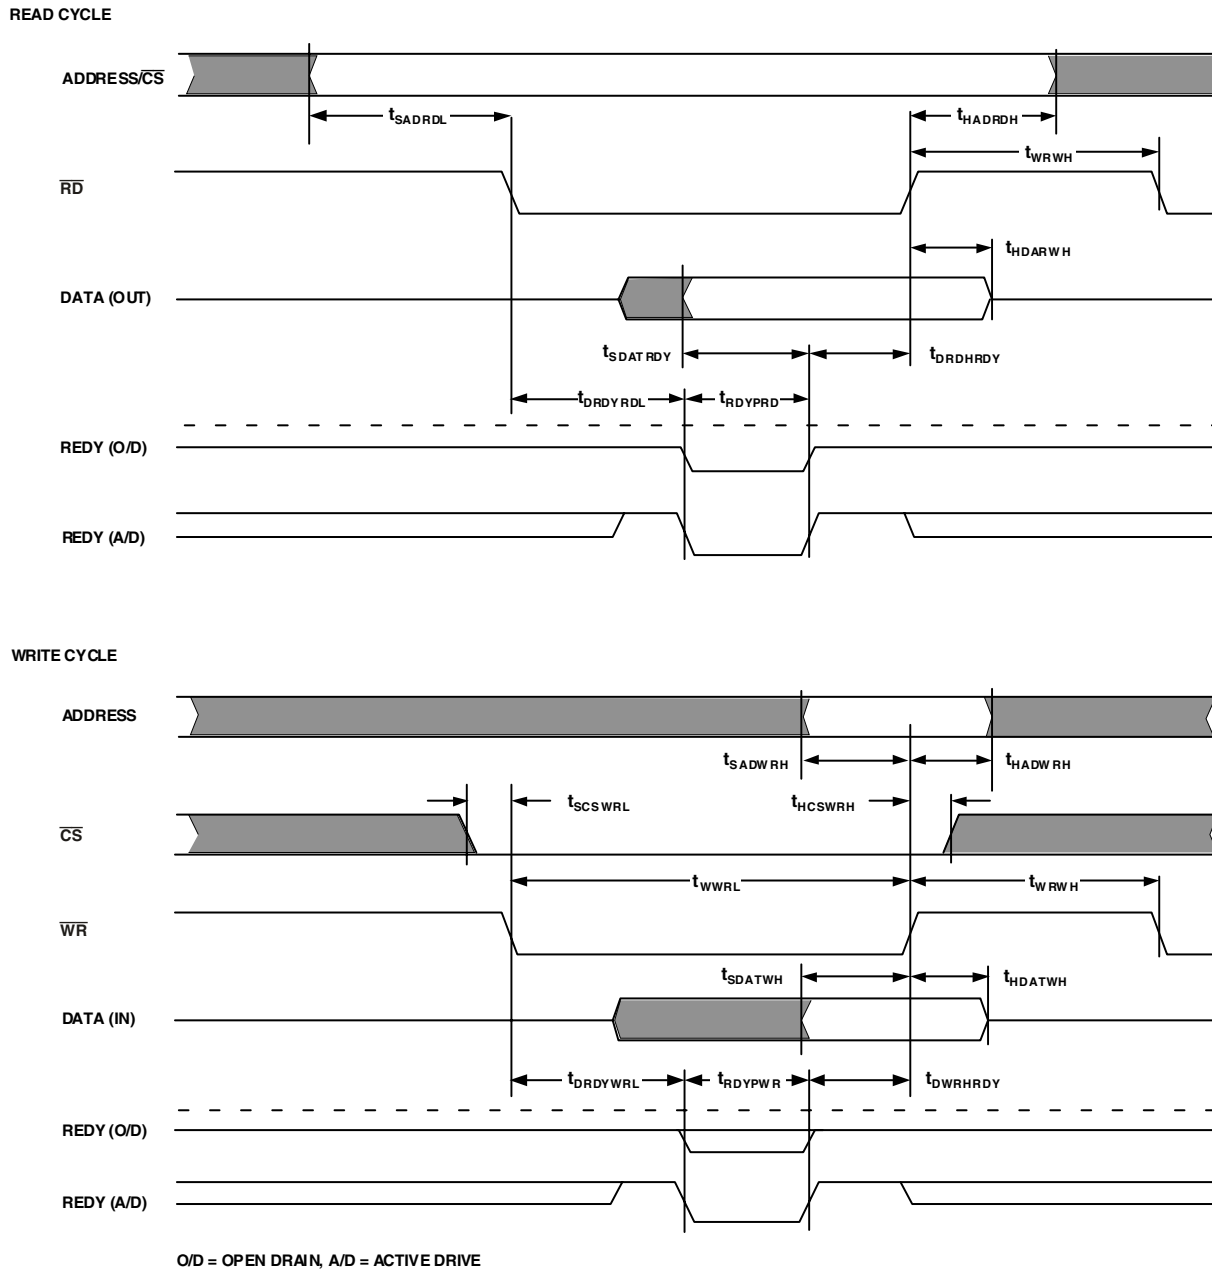 READ CYCLE
ADDRESS/CS
tSADRDL
tHADRDH
tWRWH
RD
tHDARWH
DATA (OUT)
tSDATRDY
tDRDHRDY
tDRDYRDL
tRDYPRD
REDY (O/D)
REDY (A/D)
WRITE CYCLE
ADDRESS
tSADWRH
tHADWRH
tSCSWRL
tHCSWRH
CS
tWWRL
tWRWH
WR
tSDATWH
tHDATWH
DATA (IN)
tDRDYWRL
tRDYPWR
tDWRHRDY
REDY (O/D)
REDY (A/D)
O/D = OPEN DRAIN, A/D = ACTIVE DRIVE